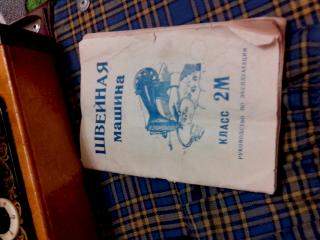 ШВЕЙНАЯ
машина
КЛАСС 2М
РУКОВОДСТВО ПО ЭКСПЛУАТАЦИИ